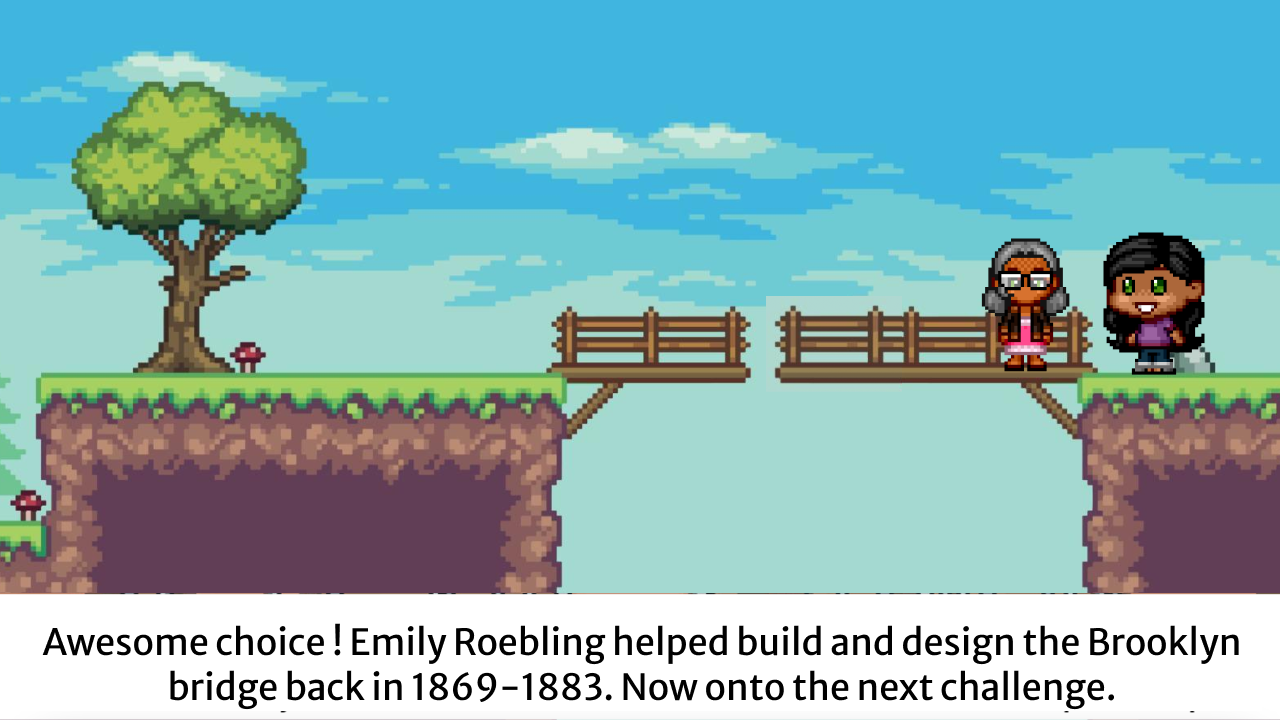 Awesome choice ! Emily Roebling helped build and design the Brooklyn
bridge back in 1869-1883. Now onto the next challenge.